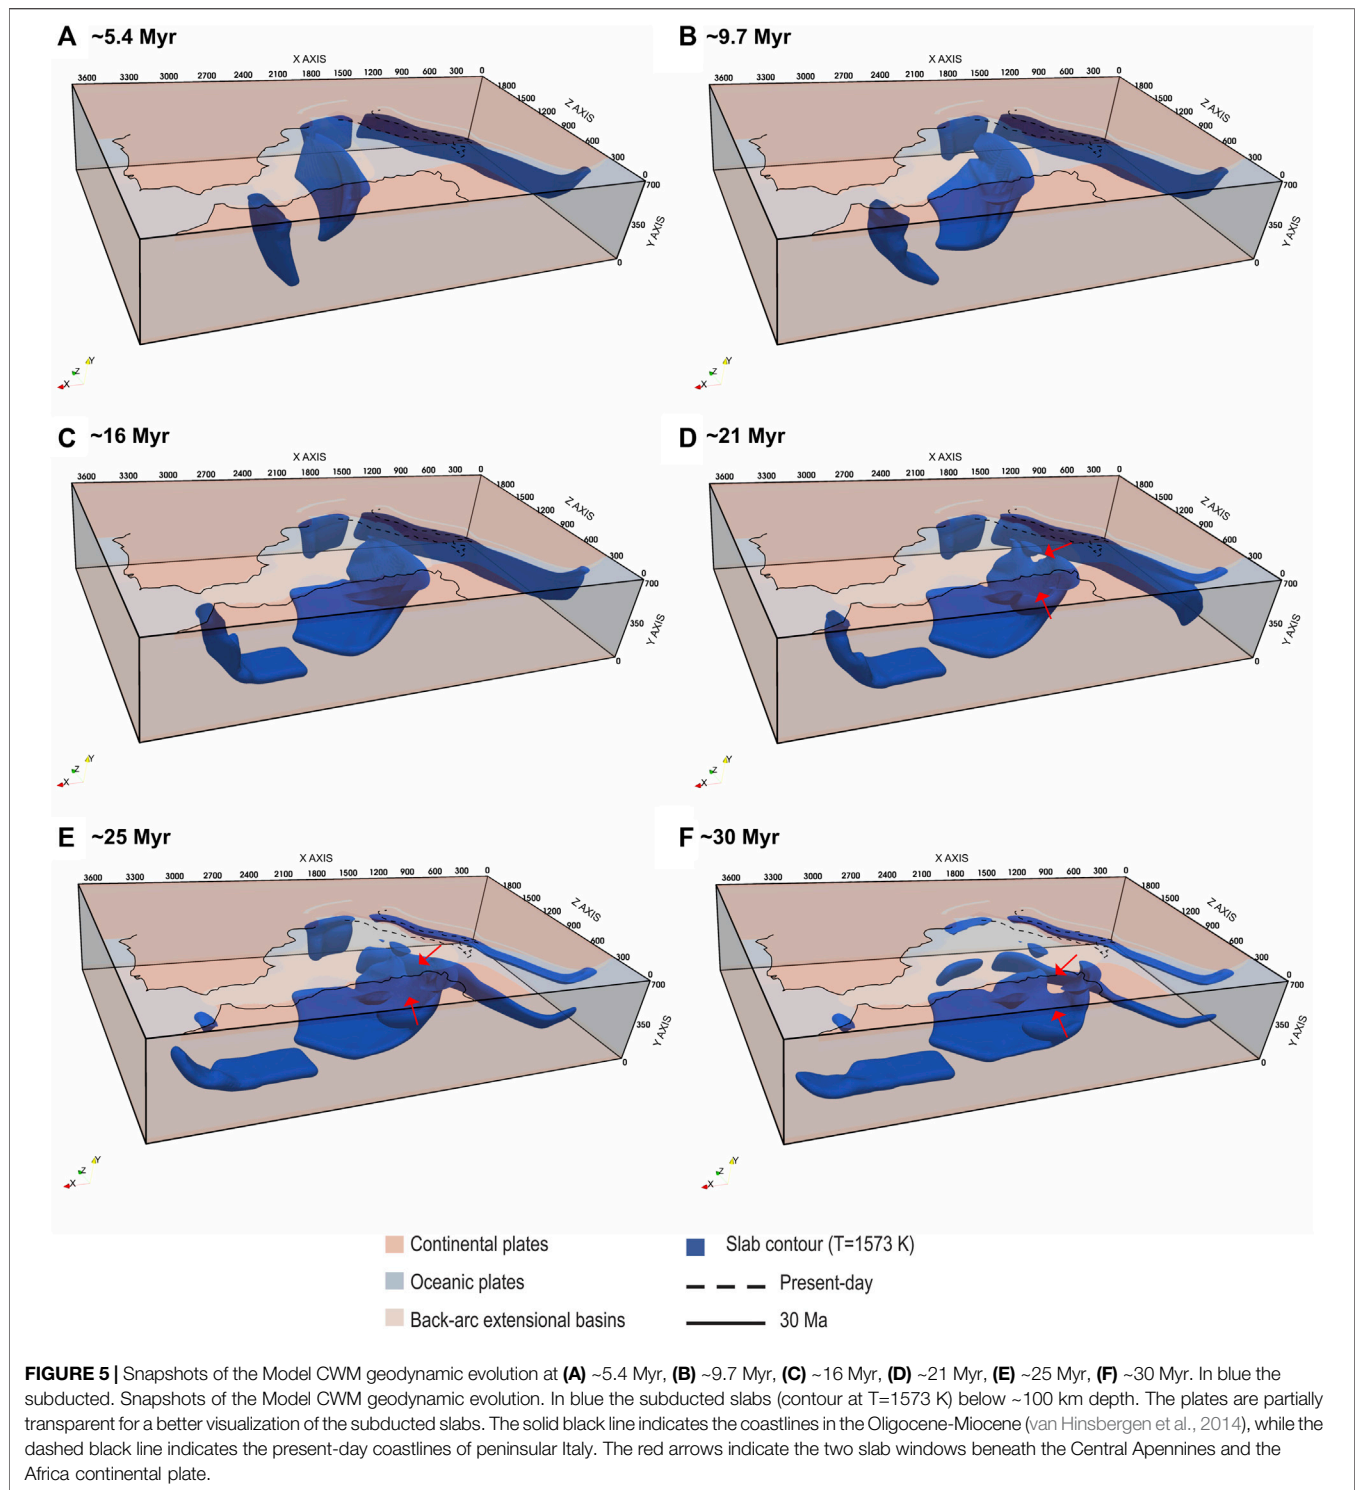 A ~5.4 Myr
X AXIS
3600 3300 3000 2700 2400 2100 1800 1500 1200 900 600 300 0
1800
1500
1200
900
600
300
0
Z AXIS
700
350
0
Y AXIS
Y
Z
X
B ~9.7 Myr
X AXIS
3600 3300 3000 2700 2400 2100 1800 1500 1200 900 600 300 0
1800
1500
1200
900
600
300
0
Z AXIS
700
350
0
Y AXIS
Y
Z
X
C ~16 Myr
X AXIS
3600 3300 3000 2700 2400 2100 1800 1500 1200 900 600 300 0
1800
1500
1200
900
600
300
0
Z AXIS
700
350
0
Y AXIS
Y
Z
X
D ~21 Myr
X AXIS
3600 3300 3000 2700 2400 2100 1800 1500 1200 900 600 300 0
1800
1500
1200
900
600
300
0
Z AXIS
700
350
0
Y AXIS
Y
Z
X
E ~25 Myr
X AXIS
3600 3300 3000 2700 2400 2100 1800 1500 1200 900 600 300 0
1800
1500
1200
900
600
300
0
Z AXIS
700
350
0
Y AXIS
Y
Z
X
F ~30 Myr
X AXIS
3600 3300 3000 2700 2400 2100 1800 1500 1200 900 600 300 0
1800
1500
1200
900
600
300
0
Z AXIS
700
350
0
Y AXIS
Y
Z
X
Continental plates
Oceanic plates
Back-arc extensional basins
Slab contour (T=1573 K)
Present-day
30 Ma
FIGURE 5 | Snapshots of the Model CWM geodynamic evolution at (A) ~5.4 Myr, (B) ~9.7 Myr, (C) ~16 Myr, (D) ~21 Myr, (E) ~25 Myr, (F) ~30 Myr. In blue the
subducted. Snapshots of the Model CWM geodynamic evolution. In blue the subducted slabs (contour at T=1573 K) below ~100 km depth. The plates are partially
transparent for a better visualization of the subducted slabs. The solid black line indicates the coastlines in the Oligocene-Miocene (van Hinsbergen et al., 2014), while the
dashed black line indicates the present-day coastlines of peninsular Italy. The red arrows indicate the two slab windows beneath the Central Apennines and the
Africa continental plate.